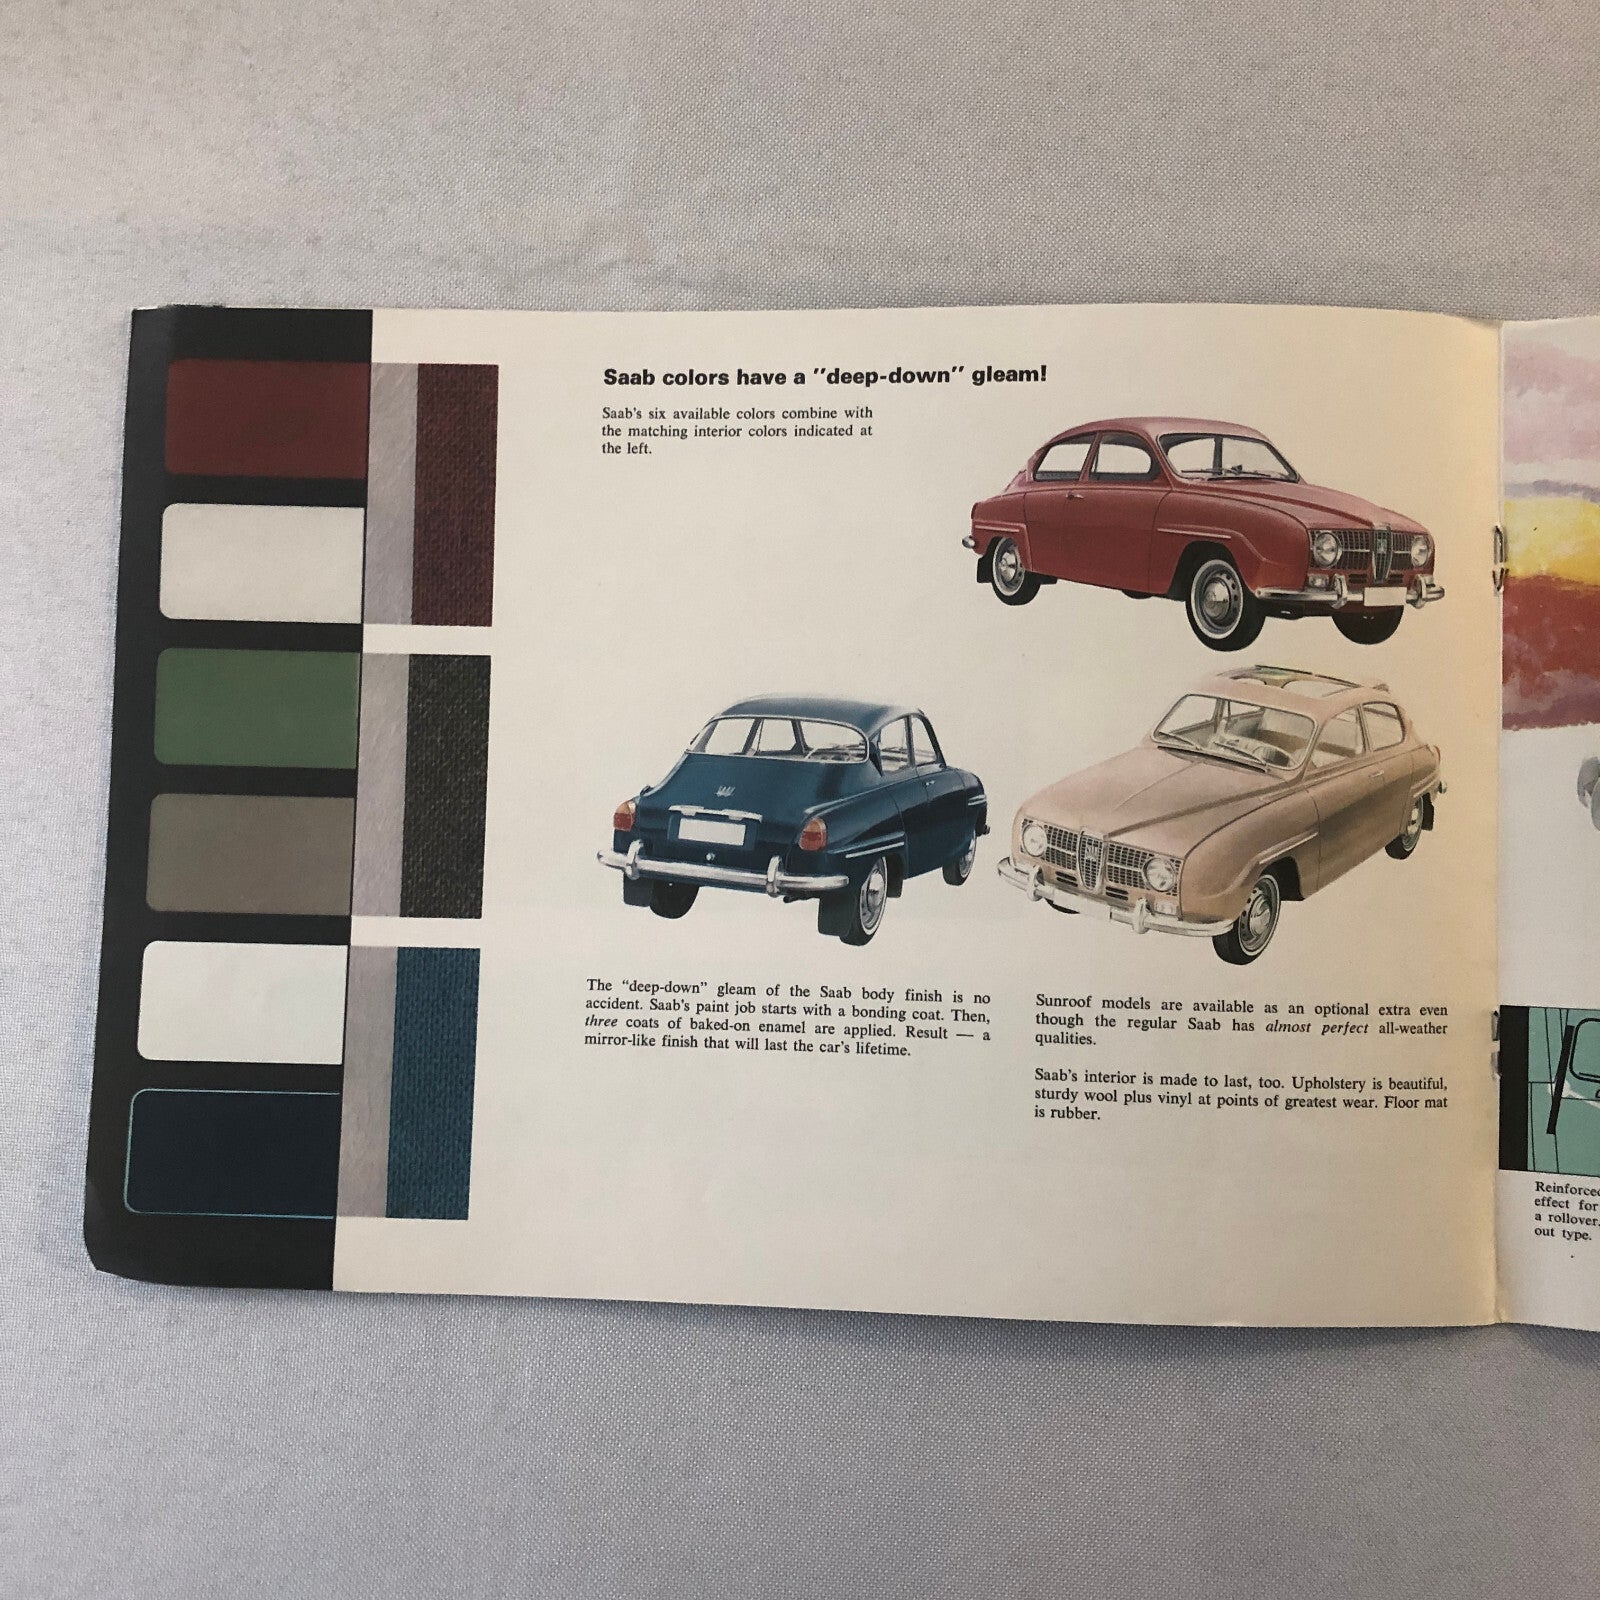 Saab colors have a "deep-down" gleam!
Saab's six available colors combine with
the matching interior colors indicated at
the left.
The "deep-down" gleam of the Saab body finish is no
accident. Saab's paint job starts with a bonding coat. Then,
three coats of baked-on enamel are applied. Result — a
mirror-like finish that will last the car's lifetime.
Sunroof models are available as an optional extra even
though the regular Saab has almost perfect all-weather
qualities.
Saab's interior is made to last, too. Upholstery is beautiful,
sturdy wool plus vinyl at points of greatest wear. Floor mat
is rubber.
Reinforced
effect for
a rollover.
out type.